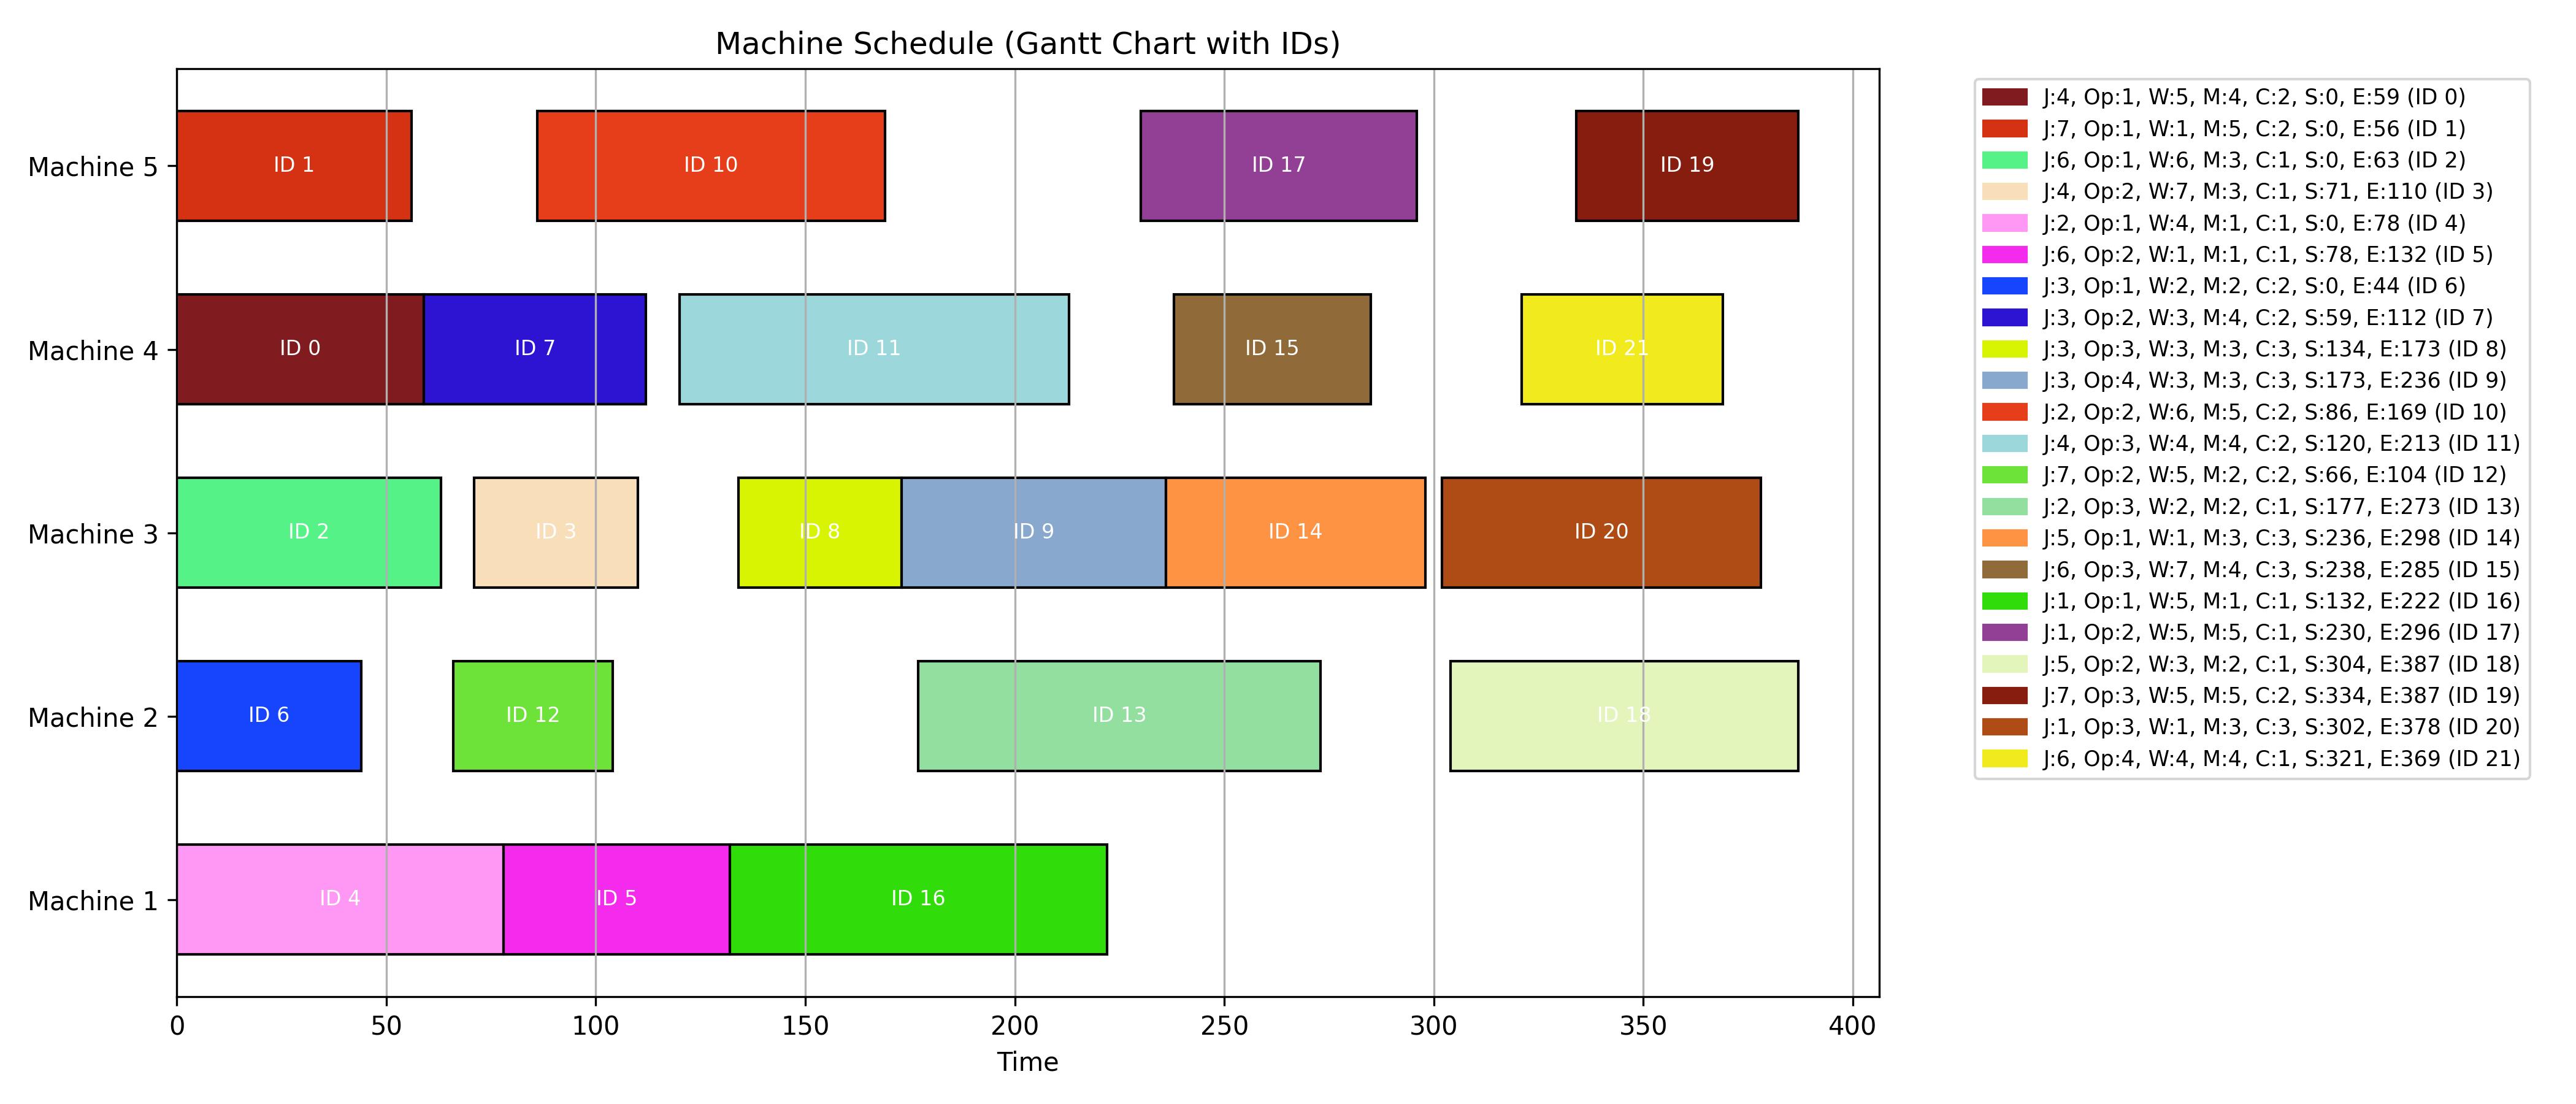 Machine Schedule (Gantt Chart with IDs)
Machine 5
ID 1
ID 10
ID 17
ID 19
Machine 4
ID 0
ID 7
ID 11
ID 15
ID 21
Machine 3
ID 2
ID 3
ID 8
ID 9
ID 14
ID 20
Machine 2
ID 6
ID 12
ID 13
ID 18
Machine 1
ID 4
ID 5
ID 16
0 50 100 150 200 250 300 350 400
Time
J:4, Op:1, W:5, M:4, C:2, S:0, E:59 (ID 0)
J:7, Op:1, W:1, M:5, C:2, S:0, E:56 (ID 1)
J:6, Op:1, W:6, M:3, C:1, S:0, E:63 (ID 2)
J:4, Op:2, W:7, M:3, C:1, S:71, E:110 (ID 3)
J:2, Op:1, W:4, M:1, C:1, S:0, E:78 (ID 4)
J:6, Op:2, W:1, M:1, C:1, S:78, E:132 (ID 5)
J:3, Op:1, W:2, M:2, C:2, S:0, E:44 (ID 6)
J:3, Op:2, W:3, M:4, C:2, S:59, E:112 (ID 7)
J:3, Op:3, W:3, M:3, C:3, S:134, E:173 (ID 8)
J:3, Op:4, W:3, M:3, C:3, S:173, E:236 (ID 9)
J:2, Op:2, W:6, M:5, C:2, S:86, E:169 (ID 10)
J:4, Op:3, W:4, M:4, C:2, S:120, E:213 (ID 11)
J:7, Op:2, W:5, M:2, C:2, S:66, E:104 (ID 12)
J:2, Op:3, W:2, M:2, C:1, S:177, E:273 (ID 13)
J:5, Op:1, W:1, M:3, C:3, S:236, E:298 (ID 14)
J:6, Op:3, W:7, M:4, C:3, S:238, E:285 (ID 15)
J:1, Op:1, W:5, M:1, C:1, S:132, E:222 (ID 16)
J:1, Op:2, W:5, M:5, C:1, S:230, E:296 (ID 17)
J:5, Op:2, W:3, M:2, C:1, S:304, E:387 (ID 18)
J:7, Op:3, W:5, M:5, C:2, S:334, E:387 (ID 19)
J:1, Op:3, W:1, M:3, C:3, S:302, E:378 (ID 20)
J:6, Op:4, W:4, M:4, C:1, S:321, E:369 (ID 21)